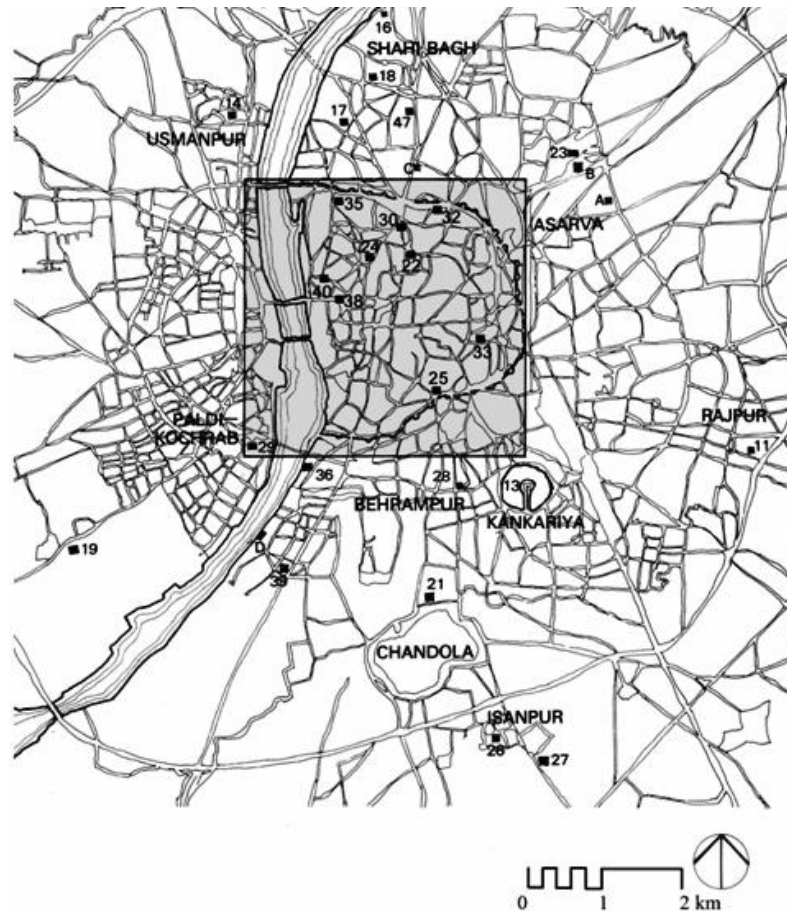 16
SHARI BAGH
18
14
17
47
USMANPUR
C
23
B
A
35
30
32
ASARVA
24
22
40
38
33
25
PALDI—
KOCHRAB
29
RAJPUR
11
36
28
13
BEHRAMPUR
KANKARIYA
D
19
39
21
CHANDOLA
ISANPUR
26
27
0 1 2 km